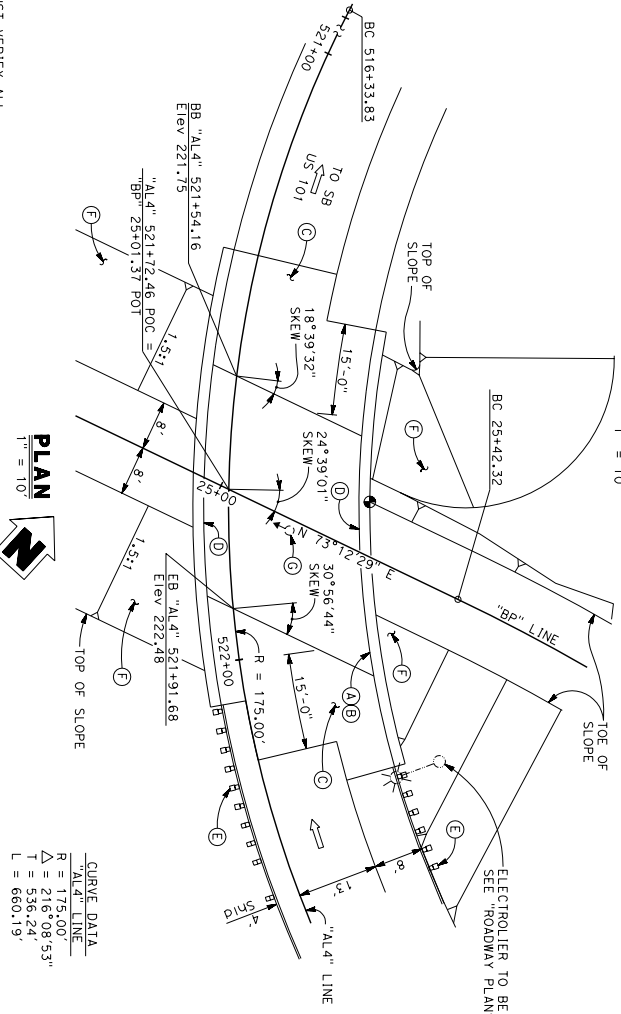 BC 516+33.83
521+00
TO SB
US 101
BB "AL4" 521+54.16
Elev 221.75
"AL4" 521+72.46 POC =
"BP" 25+01.37 POT
F
C
TOP OF
SLOPE
18°39'32"
SKEW
15'-0"
1.5:1
8'
8'
F
BC 25+42.32
24°39'01"
SKEW
D
25+00
D
N 73°12'29" E
G
"BP" LINE
30°56'44"
SKEW
F
A
B
TOE OF
SLOPE
PLAN
1" = 10'
N
1.5:1
F
EB "AL4" 521+91.68
Elev 222.48
522+00
R = 175.00'
15'-0"
C
TOP OF SLOPE
E
E
ELECTROLIER TO BE
SEE "ROADWAY PLAN
8'
13'
4'
Shld
"AL4" LINE
CURVE DATA
"AL4" LINE
R = 175.00'
△ = 216°08'53"
T = 536.24'
L = 660.19'